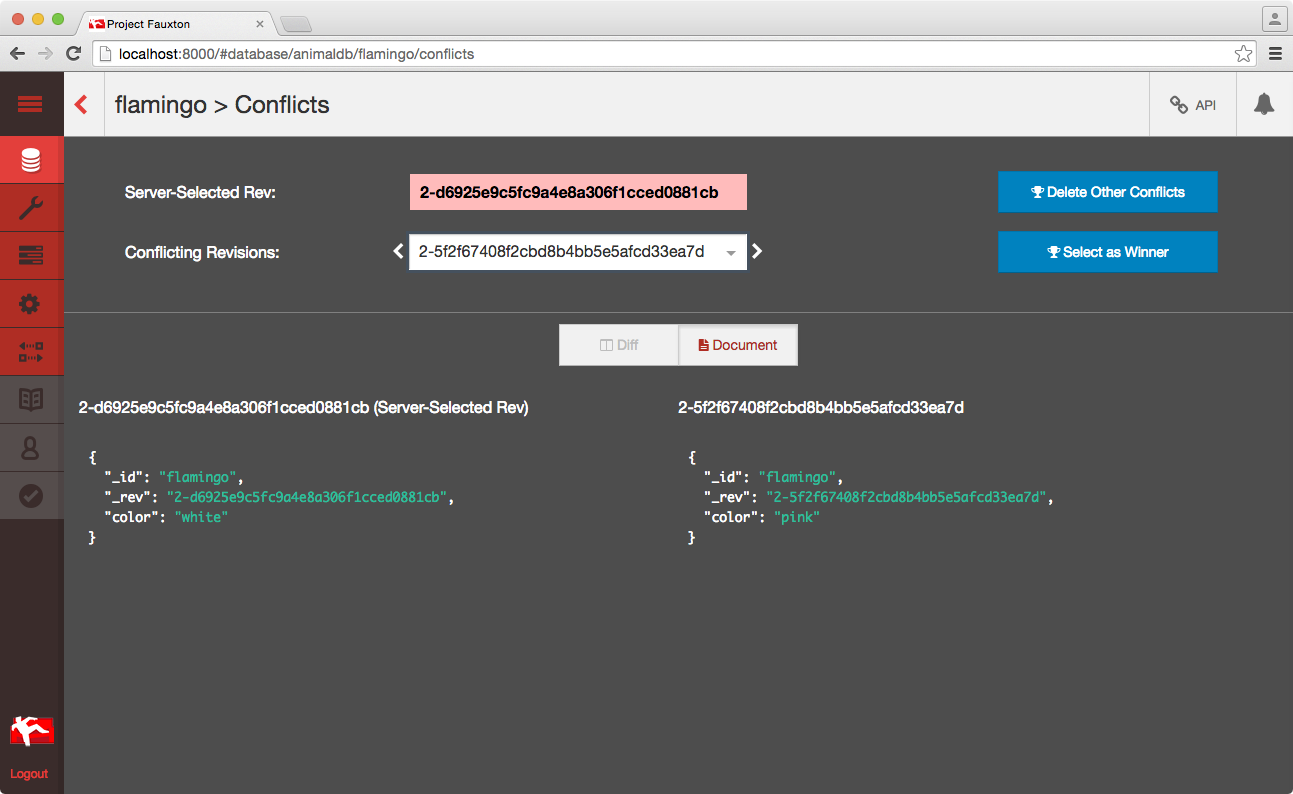 Project Fauxton
localhost:8000/#database/animaldb/flamingo/conflicts
flamingo > Conflicts
API
Server-Selected Rev:
2-d6925e9c5fc9a4e8a306f1cced0881cb
Delete Other Conflicts
Conflicting Revisions:
2-5f2f67408f2cbd8b4bb5e5afcd33ea7d
Select as Winner
Diff
Document
2-d6925e9c5fc9a4e8a306f1cced0881cb (Server-Selected Rev)
{
"_id": "flamingo",
"_rev": "2-d6925e9c5fc9a4e8a306f1cced0881cb",
"color": "white"
}
2-5f2f67408f2cbd8b4bb5e5afcd33ea7d
{
"_id": "flamingo",
"_rev": "2-5f2f67408f2cbd8b4bb5e5afcd33ea7d",
"color": "pink"
}
Logout